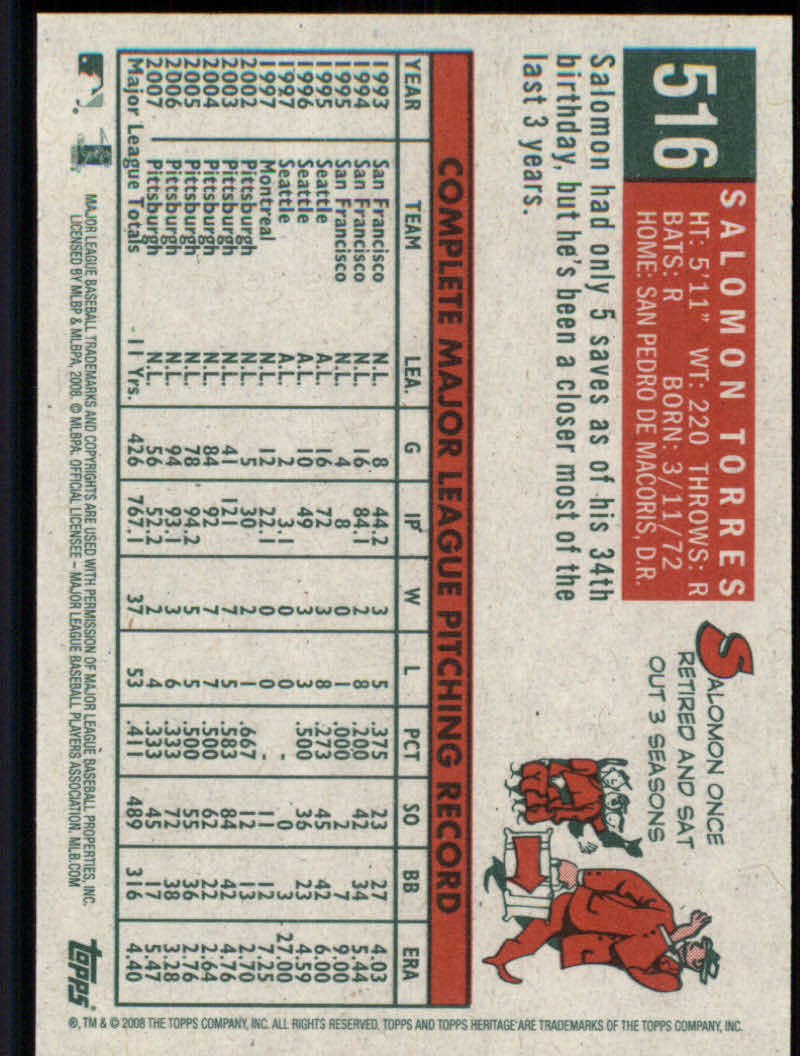 516
SALOMON TORRES
HT: 5'11" WT: 220 THROWS: R
BATS: R BORN: 3/11/72
HOME: SAN PEDRO DE MACORIS, D.R.
Salomon had only 5 saves as of his 34th
birthday, but he's been a closer most of the
last 3 years.
SALOMON ONCE
RETIRED AND SAT
OUT 3 SEASONS
COMPLETE MAJOR LEAGUE PITCHING RECORD
YEAR TEAM LEA. G IP W L PCT SO BB ERA
1993 San Francisco N.L. 8 44.2 3 5 .375 23 27 4.03
1994 San Francisco N.L. 16 84.1 2 8 .200 42 34 5.44
1995 San Francisco N.L. 4 8 0 1 .000 2 7 9.00
1995 Seattle A.L. 16 72 3 8 .273 45 42 6.00
1996 Seattle A.L. 10 49 3 3 .500 36 23 4.59
1997 Seattle A.L. 2 3.1 0 0 - 0 3 27.00
1997 Montreal N.L. 12 22.1 0 0 - 11 12 7.25
2002 Pittsburgh N.L. 5 30 2 1 .667 12 13 2.70
2003 Pittsburgh N.L. 41 121 7 5 .583 84 42 4.76
2004 Pittsburgh N.L. 84 92 7 7 .500 62 22 2.64
2005 Pittsburgh N.L. 78 94.2 5 5 .500 55 36 2.76
2006 Pittsburgh N.L. 94 93.1 3 6 .333 72 38 3.28
2007 Pittsburgh N.L. 56 52.2 2 4 .333 45 17 5.47
Major League Totals 11 Yrs. 426 767.1 37 53 .411 489 316 4.40
MAJOR LEAGUE BASEBALL TRADEMARKS AND COPYRIGHTS ARE USED WITH PERMISSION OF MAJOR LEAGUE BASEBALL PROPERTIES, INC.
LICENSED BY MLBP & MLBPA, 2008. © MLBPA. OFFICIAL LICENSEE – MAJOR LEAGUE BASEBALL PLAYERS ASSOCIATION. MLB.COM
topps
®, TM & © 2008 THE TOPPS COMPANY, INC. ALL RIGHTS RESERVED. TOPPS AND TOPPS HERITAGE ARE TRADEMARKS OF THE TOPPS COMPANY, INC.